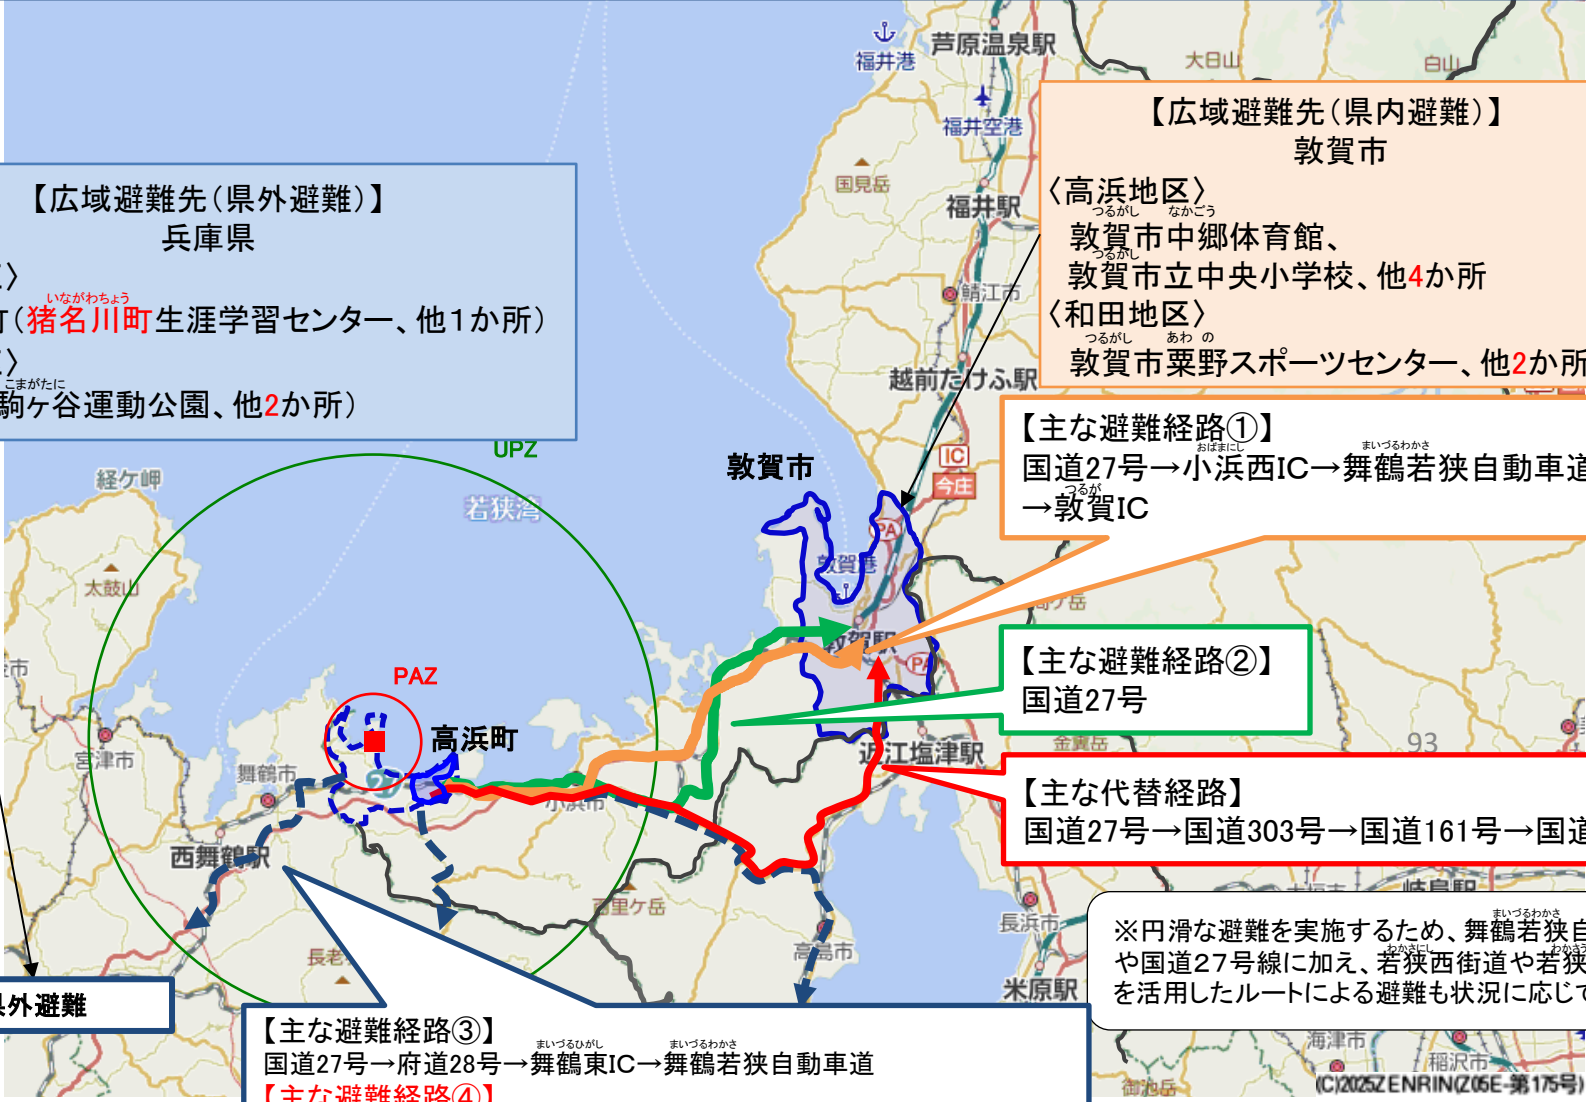 芦原温泉駅
福井港
大日山
白山
福井空港
国見岳
福井駅
鯖江市
越前たけふ駅
【広域避難先(県外避難)】
兵庫県
〉
町(猪名川町生涯学習センター、他1か所)
いながわちょう
〉
こまがたに
駒ヶ谷運動公園、他2か所)
【広域避難先(県内避難)】
敦賀市
〈高浜地区〉
つるがし なかごう
敦賀市中郷体育館、
つるがし
敦賀市立中央小学校、他4か所
〈和田地区〉
つるがし あわ の
敦賀市粟野スポーツセンター、他2か所
【主な避難経路①】
おばまにし まいづるわかさ
国道27号→小浜西IC→舞鶴若狭自動車道
つるが
→敦賀IC
UPZ
敦賀市
IC
今庄
経ケ岬
若狭湾
PA
敦賀港
太鼓山
敦賀駅
PA
【主な避難経路②】
国道27号
PAZ
高浜町
近江塩津駅
金糞岳
93
宮津市
舞鶴市
27
小浜市
西舞鶴駅
【主な代替経路】
国道27号→国道303号→国道161号→国道
岐阜駅
百里ケ岳
長浜市
高島市
長老
米原駅
※円滑な避難を実施するため、舞鶴若狭自
まいづるわかさ
や国道27号線に加え、若狭西街道や若狭
わかさにし
を活用したルートによる避難も状況に応じて
県外避難
【主な避難経路③】
まいづるひがし まいづるわかさ
国道27号→府道28号→舞鶴東IC→舞鶴若狭自動車道
【主な避難経路④】
海津市
稲沢市
御池岳
(C)2025ZENRIN(Z05E-第175号)